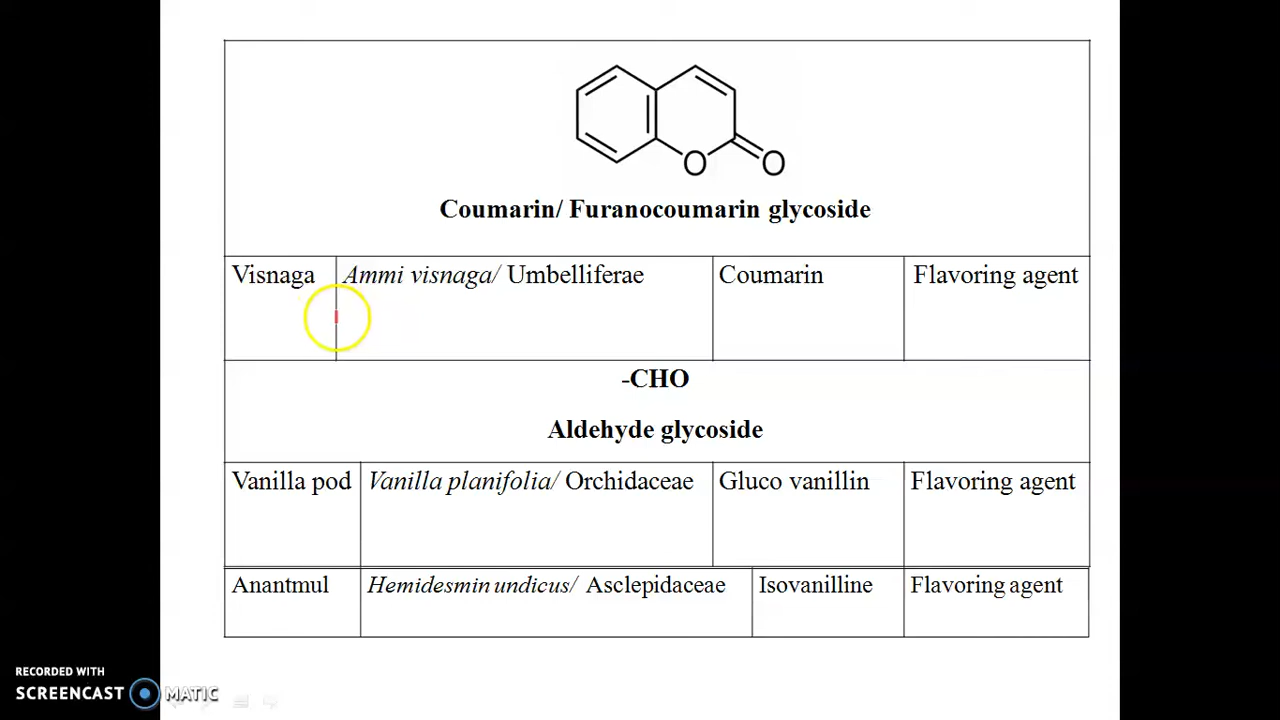 O
O
Coumarin/ Furanocoumarin glycoside
Visnaga Ammi visnaga/ Umbelliferae Coumarin Flavoring agent
-CHO
Aldehyde glycoside
Vanilla pod Vanilla planifolia/ Orchidaceae Gluco vanillin Flavoring agent
Anantmul Hemidesmin undicus/ Asclepidaceae Isovanilline Flavoring agent
RECORDED WITH
SCREENCAST MATIC